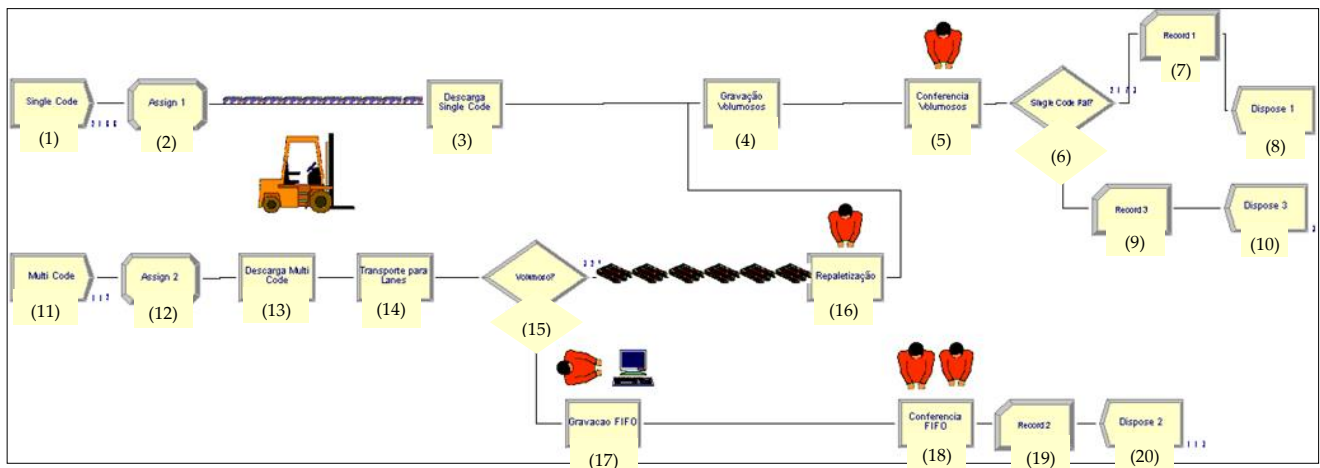 Record 1
(7)
Single Code
(1)
Assign 1
(2)
Descarga
Single Code
(3)
Gravação
Volumosos
(4)
Conferencia
Volumosos
(5)
(6)
Dispose 1
(8)
Record 3
(9)
Dispose 3
(10)
Multi Code
(11)
Assign 2
(12)
Descarga Multi
Code
(13)
Transporte para
Lanes
(14)
Volumoso?
(15)
Repaletização
(16)
Gravacao FIFO
(17)
Conferencia
FIFO
(18)
Record 2
(19)
Dispose 2
(20)